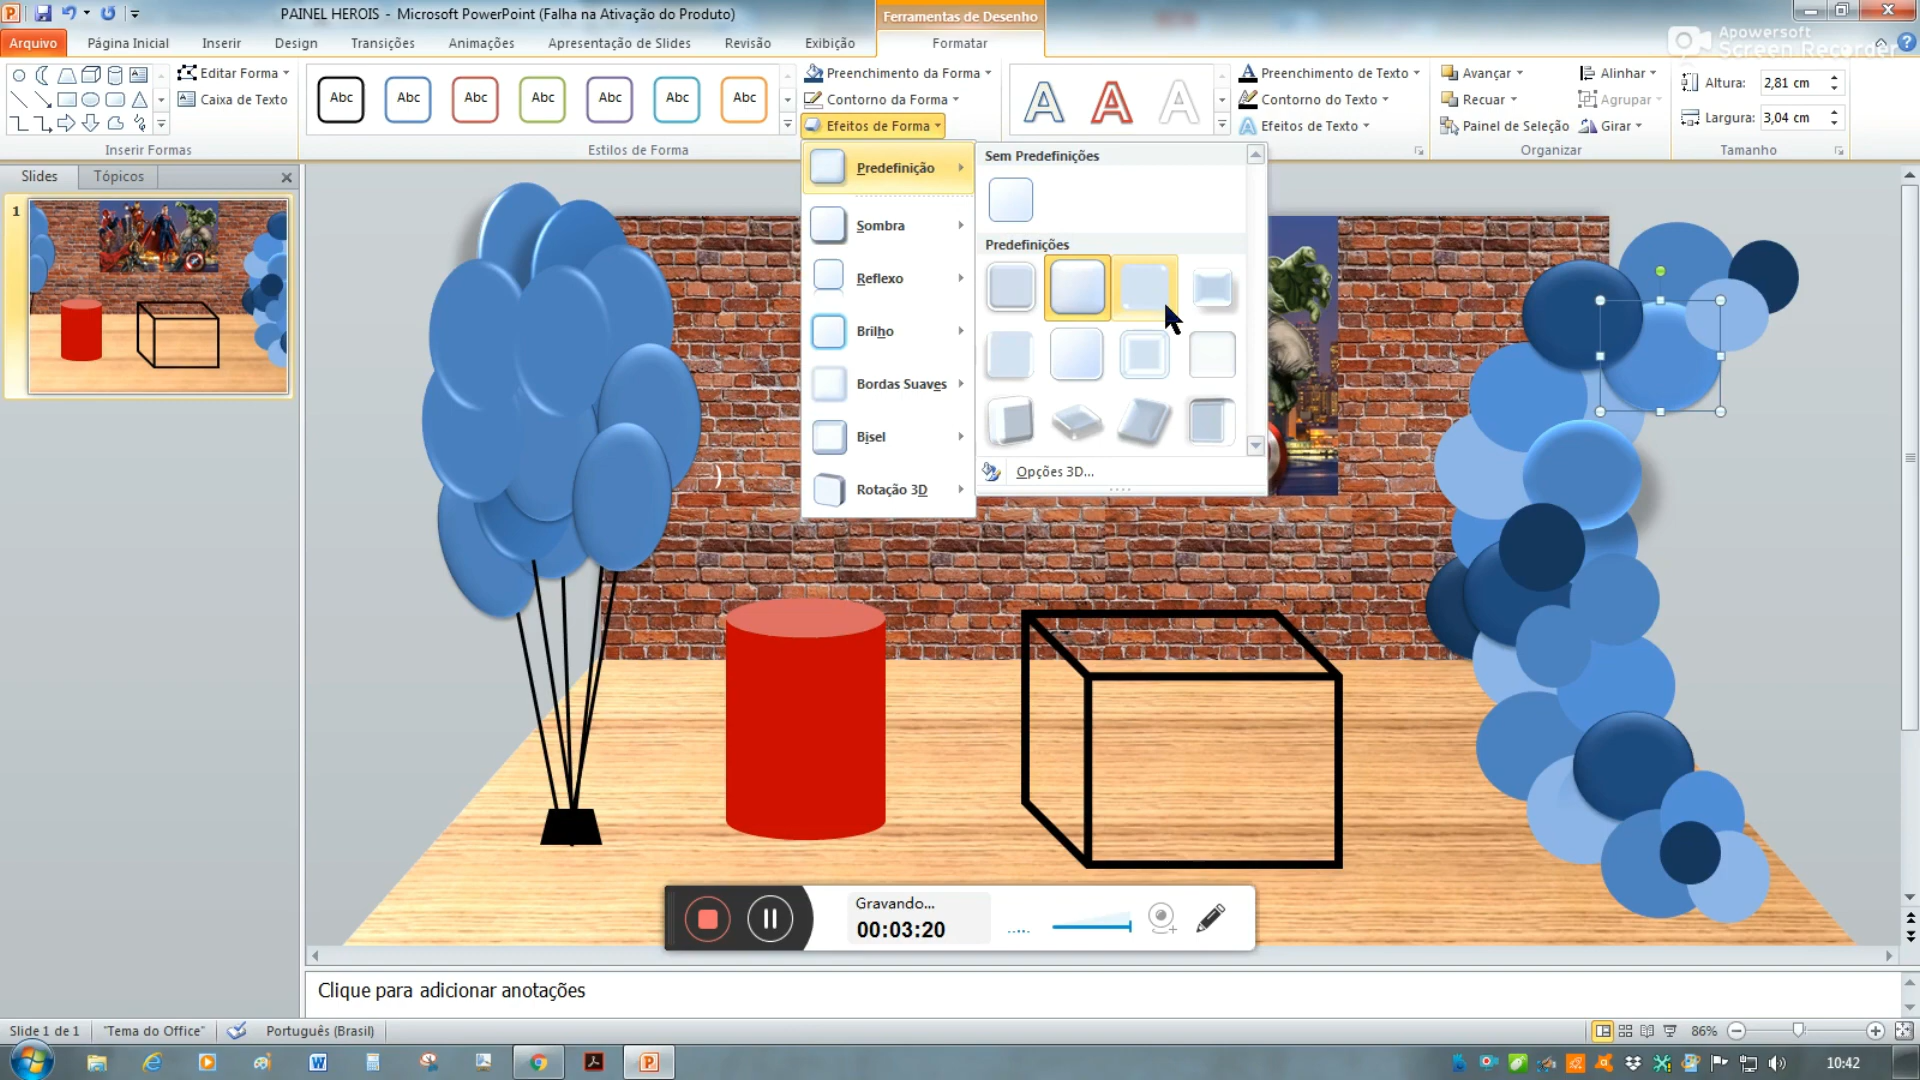 PAINEL HEROIS - Microsoft PowerPoint (Falha na Ativação do Produto)
Ferramentas de Desenho
Apowersoft
Screen Recorder
Arquivo
Página Inicial
Inserir
Design
Transições
Animações
Apresentação de Slides
Revisão
Exibição
Formatar
Editar Forma
Caixa de Texto
Inserir Formas
Abc
Abc
Abc
Abc
Abc
Abc
Abc
Estilos de Forma
Preenchimento da Forma
Contorno da Forma
Efeitos de Forma
A
A
A
Preenchimento de Texto
Contorno do Texto
Efeitos de Texto
Avançar
Recuar
Painel de Seleção
Alinhar
Agrupar
Girar
Organizar
Altura:
2,81 cm
Largura:
3,04 cm
Tamanho
Slides
Tópicos
1
Predefinição
Sombra
Reflexo
Brilho
Bordas Suaves
Bisel
Rotação 3D
Sem Predefinições
Predefinições
Opções 3D...
)
Gravando...
00:03:20
Clique para adicionar anotações
Slide 1 de 1
"Tema do Office"
Português (Brasil)
86%
10:42